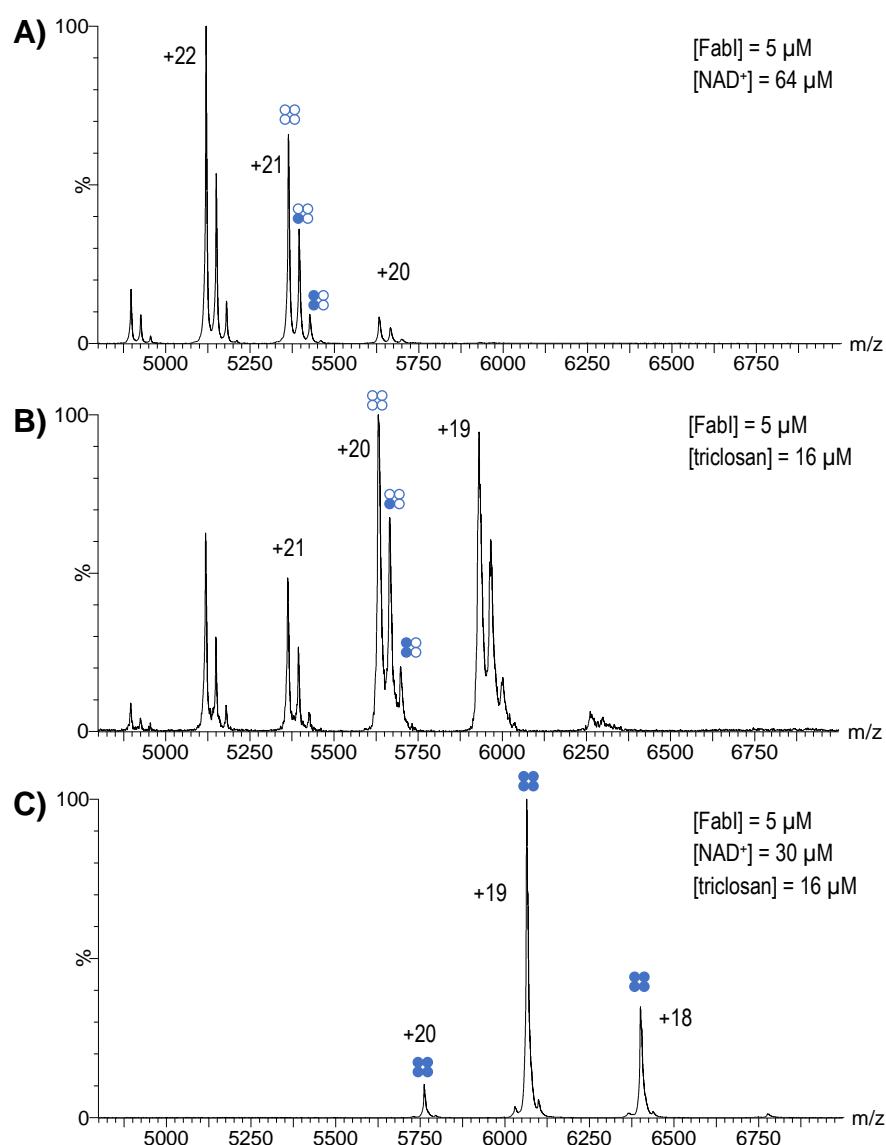 A)
100
%
0
+22
+21
+20
[FabI] = 5 µM
[NAD⁺] = 64 µM
5000 5250 5500 5750 6000 6250 6500 6750 m/z
B)
100
%
0
+21
+20
+19
[FabI] = 5 µM
[triclosan] = 16 µM
5000 5250 5500 5750 6000 6250 6500 6750 m/z
C)
100
%
0
+20
+19
+18
[FabI] = 5 µM
[NAD⁺] = 30 µM
[triclosan] = 16 µM
5000 5250 5500 5750 6000 6250 6500 6750 m/z